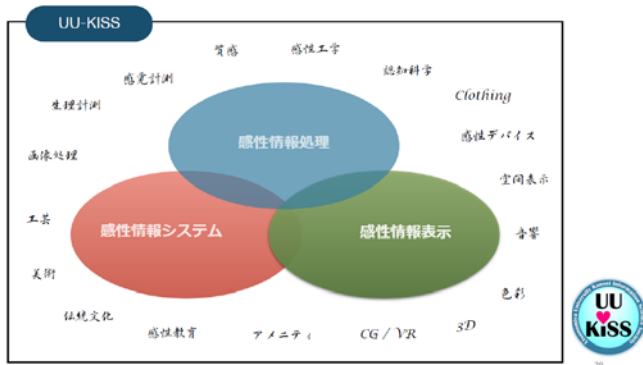 UU-KISS
質感
感性工学
感覚計測
認知科学
生理計測
Clothing
感性情報処理
感性デバイス
画像処理
空間表示
工芸
感性情報システム
感性情報表示
音響
美術
色彩
伝統文化
感性教育
アメニティ
CG / VR
3D
UU
KiSS